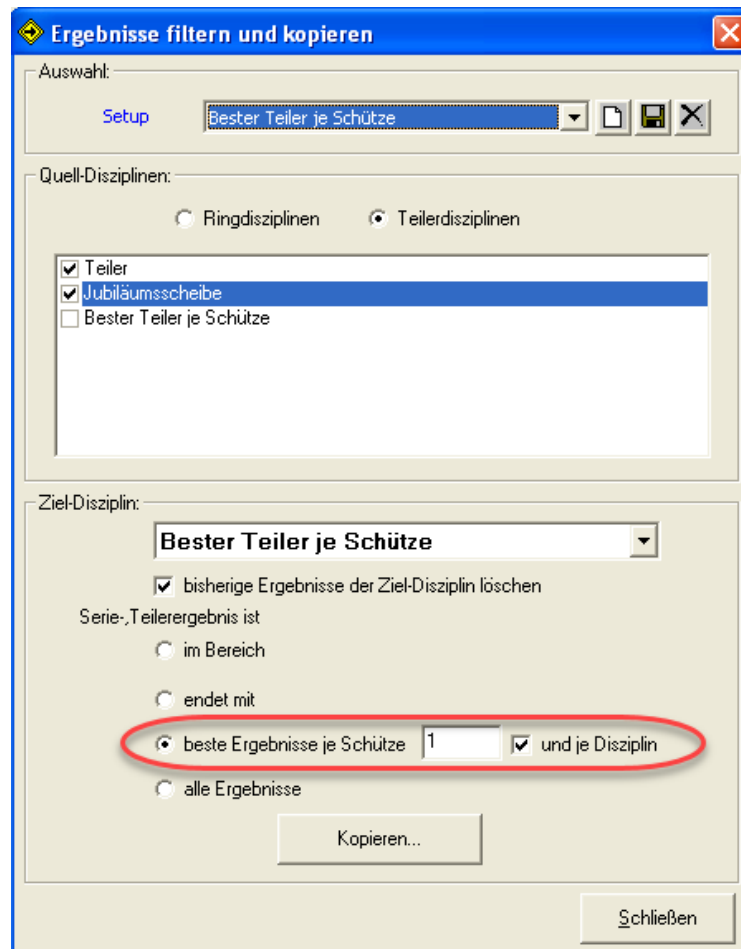 Ergebnisse filtern und kopieren
Auswahl:
Setup Bester Teiler je Schütze
Quell-Disziplinen:
Ringdisziplinen Teilerdisziplinen
Teiler
Jubiläumsscheibe
Bester Teiler je Schütze
Ziel-Disziplin:
Bester Teiler je Schütze
bisherige Ergebnisse der Ziel-Disziplin löschen
Serie-,Teilerergebnis ist
im Bereich
endet mit
beste Ergebnisse je Schütze 1 und je Disziplin
alle Ergebnisse
Kopieren...
Schließen